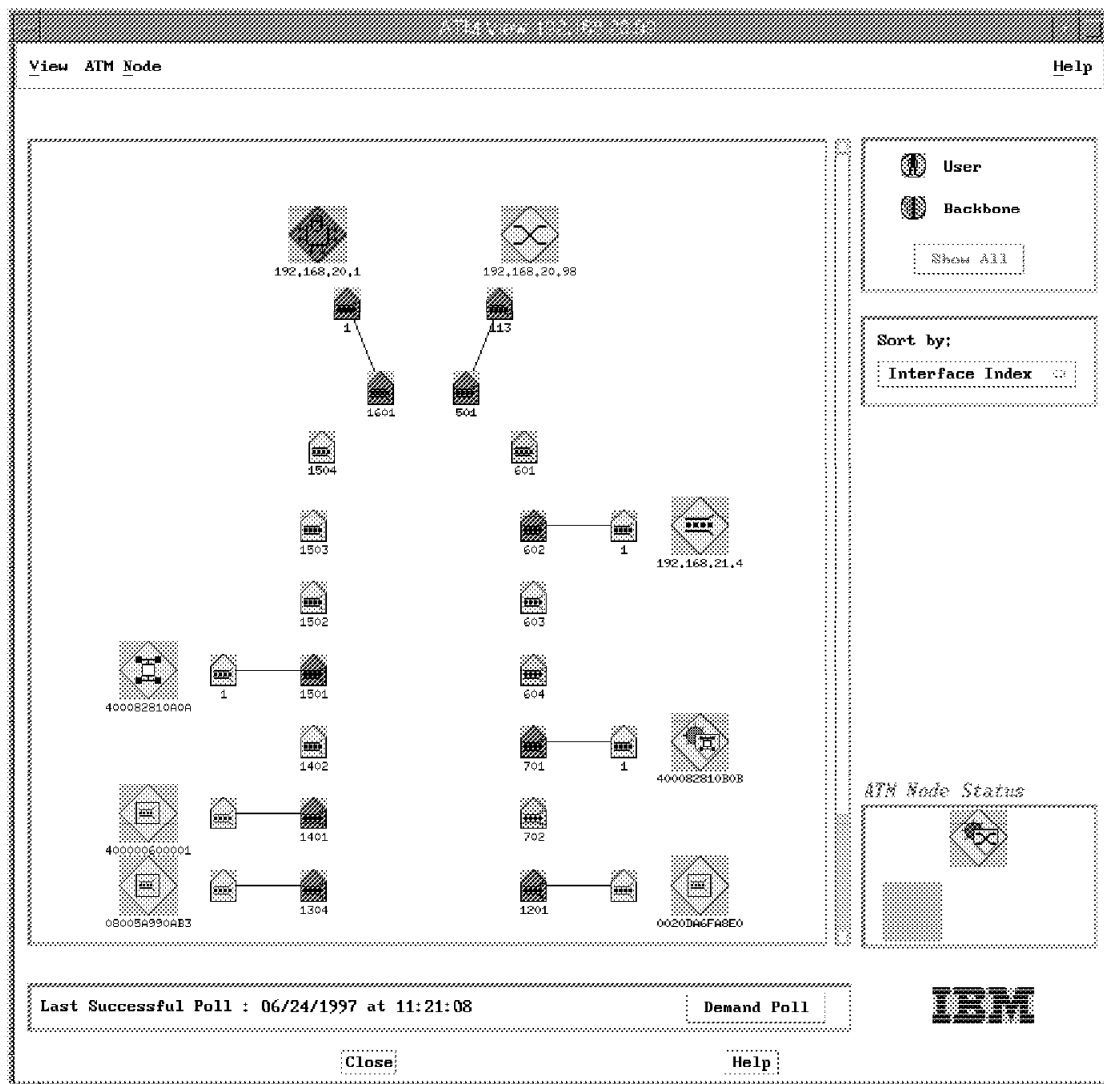 View ATM Node Help
User
Backbone
Show All
192.168.20.1 192.168.20.98
1 113
Sort by:
Interface Index
1601 501
1504 601
1503 602 1 192.168.21.4
1502 603
400082810A0A 1 1501 604
1402 701 1 400082810B0B
ATM Node Status
400000600001 1401 702
08005A990AB3 1304 1201 0020DA6FA8E0
Last Successful Poll : 06/24/1997 at 11:21:08 Demand Poll
IBM
Close Help